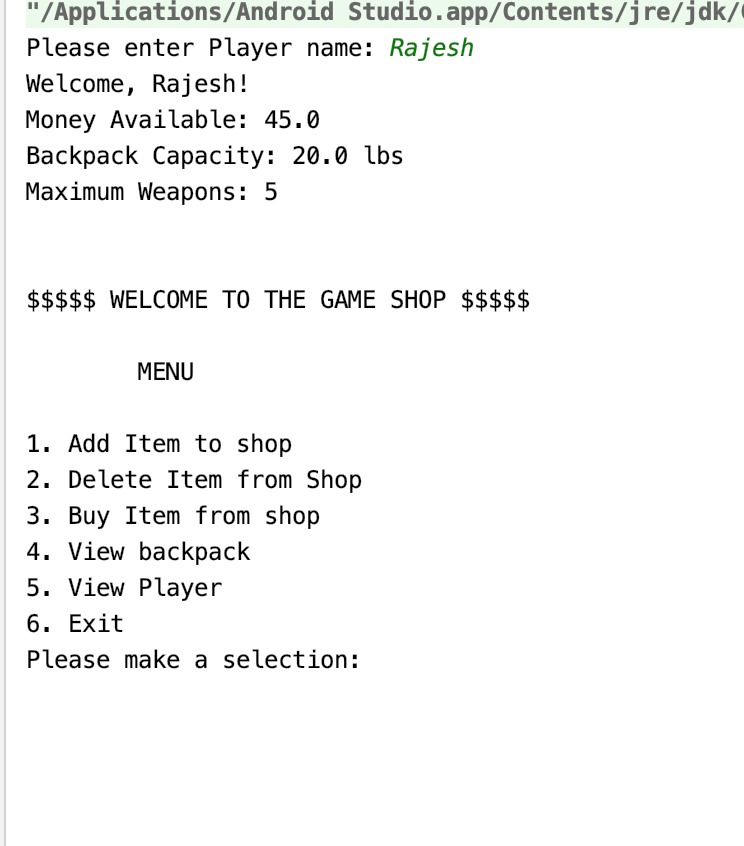 "/Applications/Android Studio.app/Contents/jre/jdk/
Please enter Player name: Rajesh
Welcome, Rajesh!
Money Available: 45.0
Backpack Capacity: 20.0 lbs
Maximum Weapons: 5
$$$$$ WELCOME TO THE GAME SHOP $$$$$
MENU
1. Add Item to shop
2. Delete Item from Shop
3. Buy Item from shop
4. View backpack
5. View Player
6. Exit
Please make a selection: